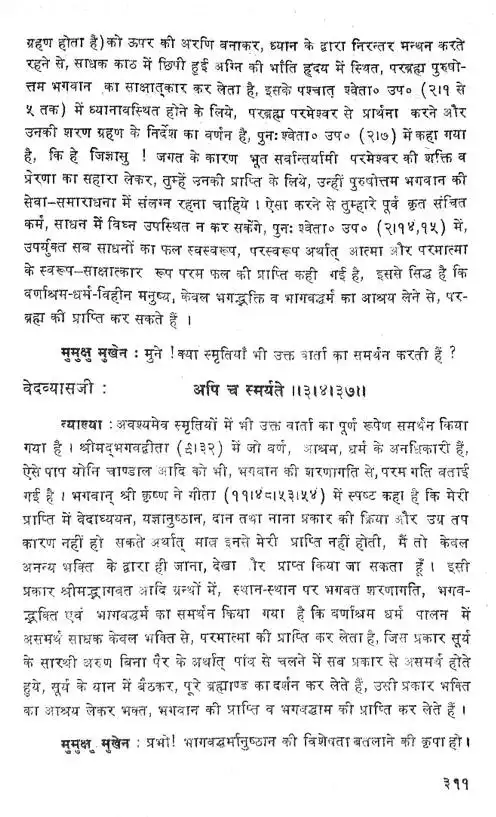 ग्रहण होता है) को ऊपर की अरणि बनाकर, ध्यान के द्वारा निरन्तर मन्थन करते
रहने से, साधक काठ में छिपी हुई अग्नि की भाँति हृदय में स्थित, परब्रह्म पुरुषो-
त्तम भगवान का साक्षात्कार कर लेता है, इसके पश्चात् श्वेता० उप० (२।१ से
५ तक) में ध्यानावस्थित होने के लिये, परब्रह्म परमेश्वर से प्रार्थना करने और
उनकी शरण ग्रहण के निर्देश का वर्णन है, पुनः श्वेता० उप० (२।७) में कहा गया
है, कि हे जिज्ञासु ! जगत के कारण भूत सर्वान्तर्यामी परमेश्वर की शक्ति व
प्रेरणा का सहारा लेकर, तुम्हें उनकी प्राप्ति के लिये, उन्हीं पुरुषोत्तम भगवान की
सेवा-समाराधना में संलग्न रहना चाहिये । ऐसा करने से तुम्हारे पूर्व कृत संचित
कर्म, साधन में विघ्न उपस्थित न कर सकेंगे, पुनः श्वेता० उप० (२।१४,१५) में,
उपर्युक्त सब साधनों का फल स्वस्वरूप, परस्वरूप अर्थात् आत्मा और परमात्मा
के स्वरूप-साक्षात्कार रूप परम फल की प्राप्ति कही गई है, इससे सिद्ध है कि
वर्णाश्रम-धर्म-विहीन मनुष्य, केवल भगद्भक्ति व भागवद्धर्म का आश्रय लेने से, पर-
ब्रह्म की प्राप्ति कर सकते हैं ।
मुमुक्षु मुखेन : मुने ! क्या स्मृतियाँ भी उक्त वार्ता का समर्थन करती हैं ?
वेदव्यासजी : अपि च स्मर्यते ।।३।४।३७।।
व्याख्या : अवश्यमेव स्मृतियों में भी उक्त वार्ता का पूर्ण रूपेण समर्थन किया
गया है । श्रीमद्भगवद्गीता (९।३२) में जो वर्ण, आश्रम, धर्म के अनधिकारी हैं,
ऐसे पाप योनि चाण्डाल आदि को भी, भगवान की शरणागति से, परम गति बताई
गई है । भगवान् श्री कृष्ण ने गीता (११।४८।५३।५४) में स्पष्ट कहा है कि मेरी
प्राप्ति में वेदाध्ययन, यज्ञानुष्ठान, दान तथा नाना प्रकार की क्रिया और उग्र तप
कारण नहीं हो सकते अर्थात् मात्र इनसे मेरी प्राप्ति नहीं होती, मैं तो केवल
अनन्य भक्ति के द्वारा ही जाना, देखा और प्राप्त किया जा सकता हूँ । इसी
प्रकार श्रीमद्भागवत आदि ग्रन्थों में, स्थान-स्थान पर भगवत शरणागति, भगव-
द्भक्ति एवं भागवद्धर्म का समर्थन किया गया है कि वर्णाश्रम धर्म पालन में
असमर्थ साधक केवल भक्ति से, परमात्मा की प्राप्ति कर लेता है, जिस प्रकार सूर्य
के सारथी अरुण बिना पैर के अर्थात् पांव से चलने में सब प्रकार से असमर्थ होते
हुये, सूर्य के यान में बैठकर, पूरे ब्रह्माण्ड का दर्शन कर लेते हैं, उसी प्रकार भक्ति
का आश्रय लेकर भक्त, भगवान की प्राप्ति व भगवद्धाम की प्राप्ति कर लेते हैं ।
मुमुक्षु मुखेन : प्रभो! भागवद्धर्मानुष्ठान की विशेषता बतलाने की कृपा हो ।
३११